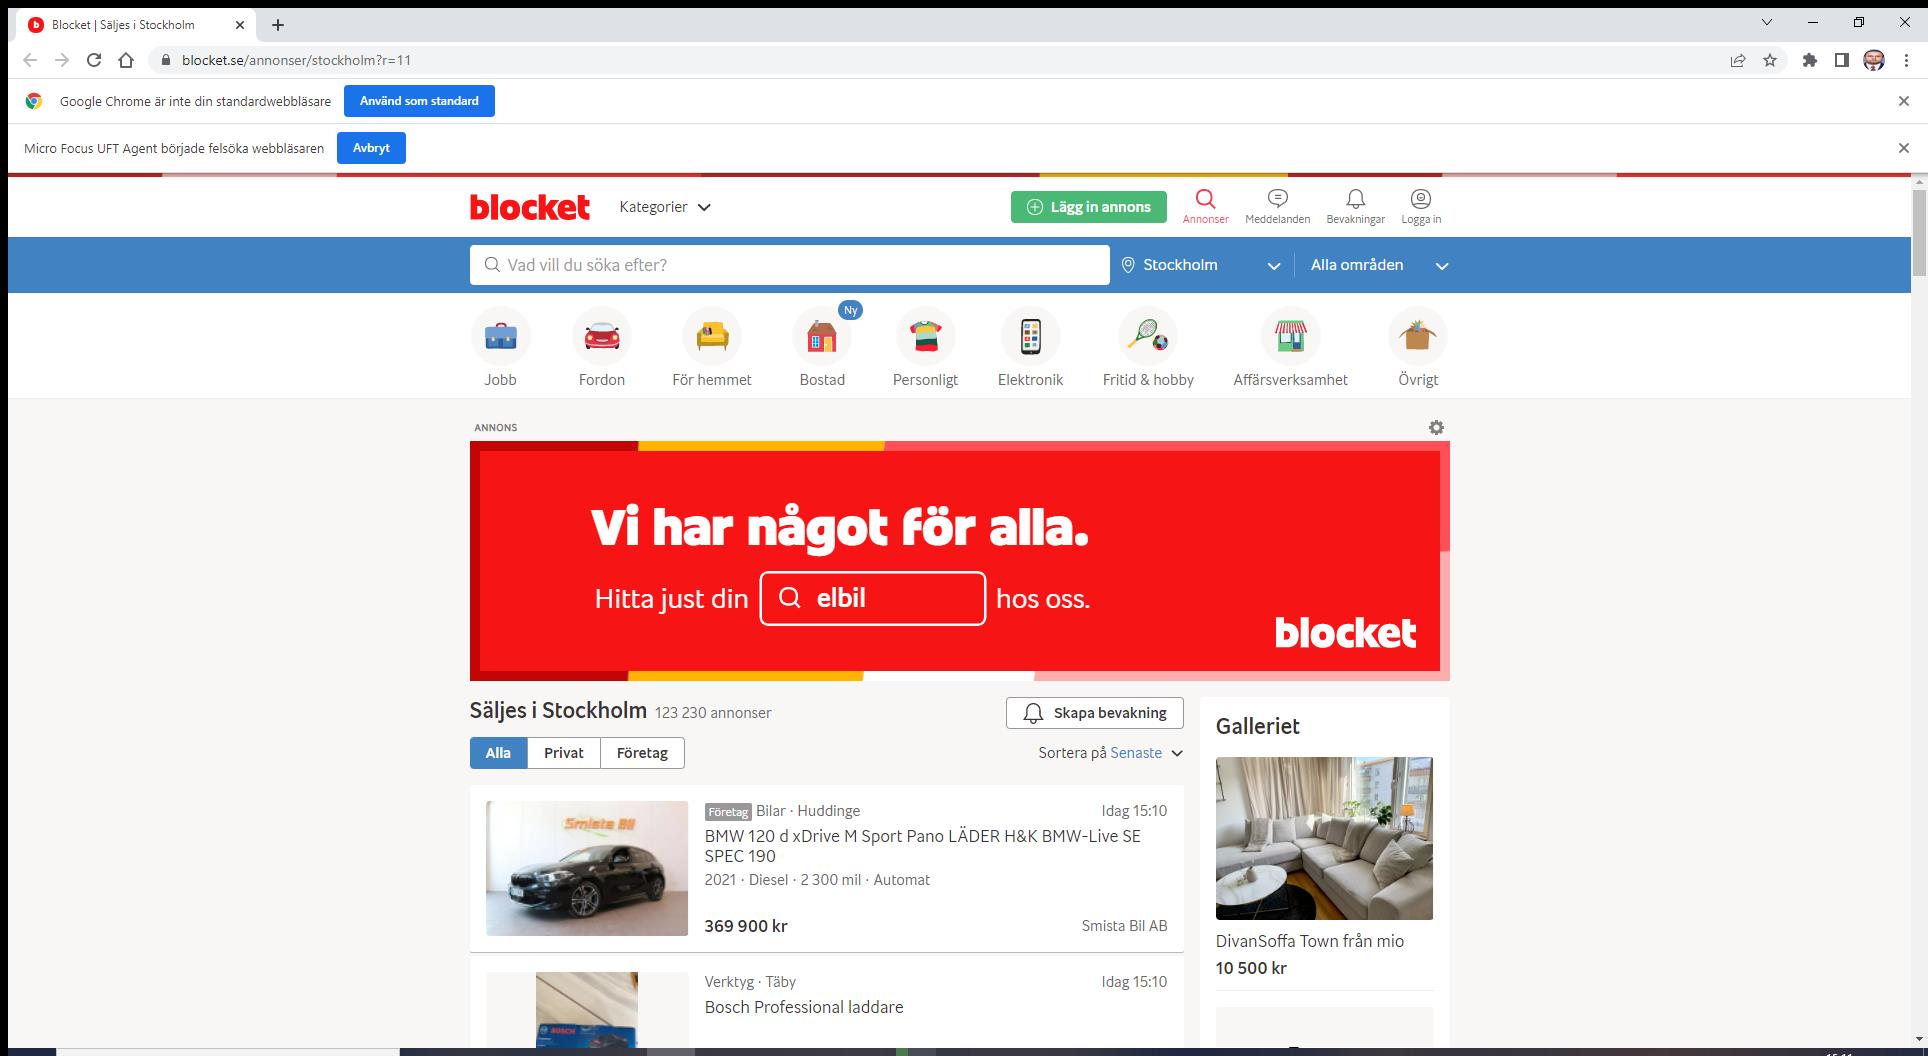 Blocket | Säljes i Stockholm
blocket.se/annonser/stockholm?r=11
Google Chrome är inte din standardwebbläsare
Använd som standard
Micro Focus UFT Agent började felsöka webbläsaren
Avbryt
blocket
Kategorier
Lägg in annons
Annonser
Meddelanden
Bevakningar
Logga in
Vad vill du söka efter?
Stockholm
Alla områden
Ny
Jobb
Fordon
För hemmet
Bostad
Personligt
Elektronik
Fritid & hobby
Affärsverksamhet
Övrigt
ANNONS
Vi har något för alla.
Hitta just din elbil hos oss.
blocket
Säljes i Stockholm 123 230 annonser
Skapa bevakning
Alla
Privat
Företag
Sortera på Senaste
Smista Bil
Företag Bilar · Huddinge
Idag 15:10
BMW 120 d xDrive M Sport Pano LÄDER H&K BMW-Live SE
SPEC 190
2021 · Diesel · 2 300 mil · Automat
369 900 kr
Smista Bil AB
BOSCH
Verktyg · Täby
Idag 15:10
Bosch Professional laddare
Galleriet
DivanSoffa Town från mio
10 500 kr